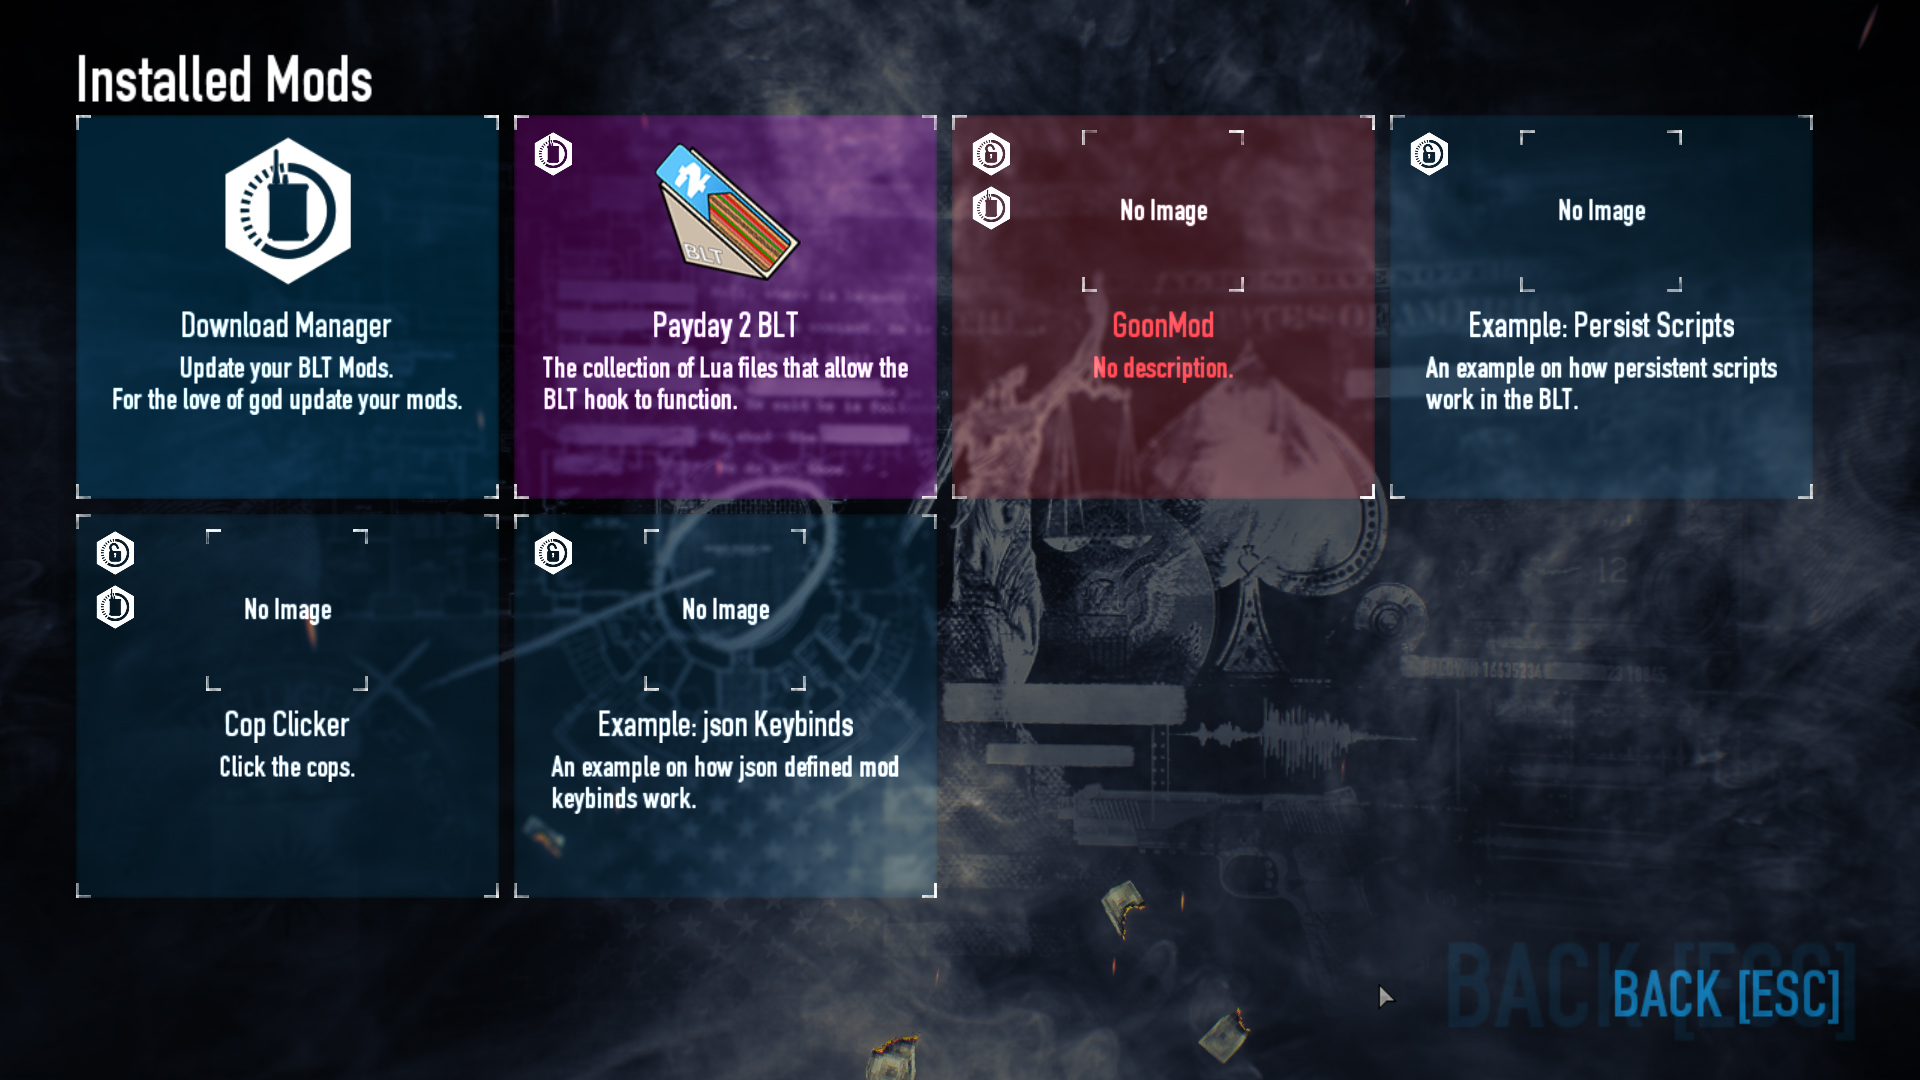 Installed Mods
Download Manager
Update your BLT Mods.
For the love of god update your mods.
BLT
Payday 2 BLT
The collection of Lua files that allow the
BLT hook to function.
No Image
GoonMod
No description.
No Image
Example: Persist Scripts
An example on how persistent scripts
work in the BLT.
No Image
Cop Clicker
Click the cops.
No Image
Example: json Keybinds
An example on how json defined mod
keybinds work.
BACK [ESC]
BACK [ESC]